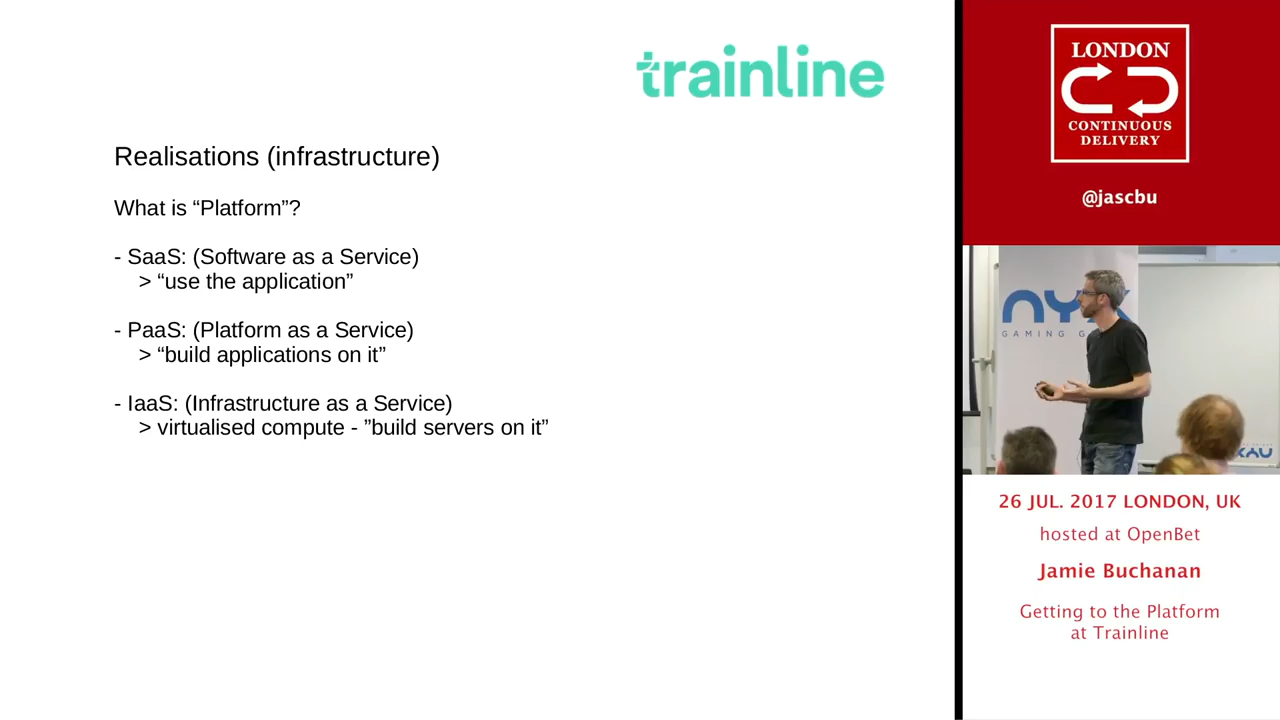 trainline
Realisations (infrastructure)
What is “Platform”?
- SaaS: (Software as a Service)
> “use the application”
- PaaS: (Platform as a Service)
> “build applications on it”
- IaaS: (Infrastructure as a Service)
> virtualised compute - ”build servers on it”
LONDON
CONTINUOUS
DELIVERY
@jascbu
NYX
GAMING G
26 JUL. 2017 LONDON, UK
hosted at OpenBet
Jamie Buchanan
Getting to the Platform
at Trainline